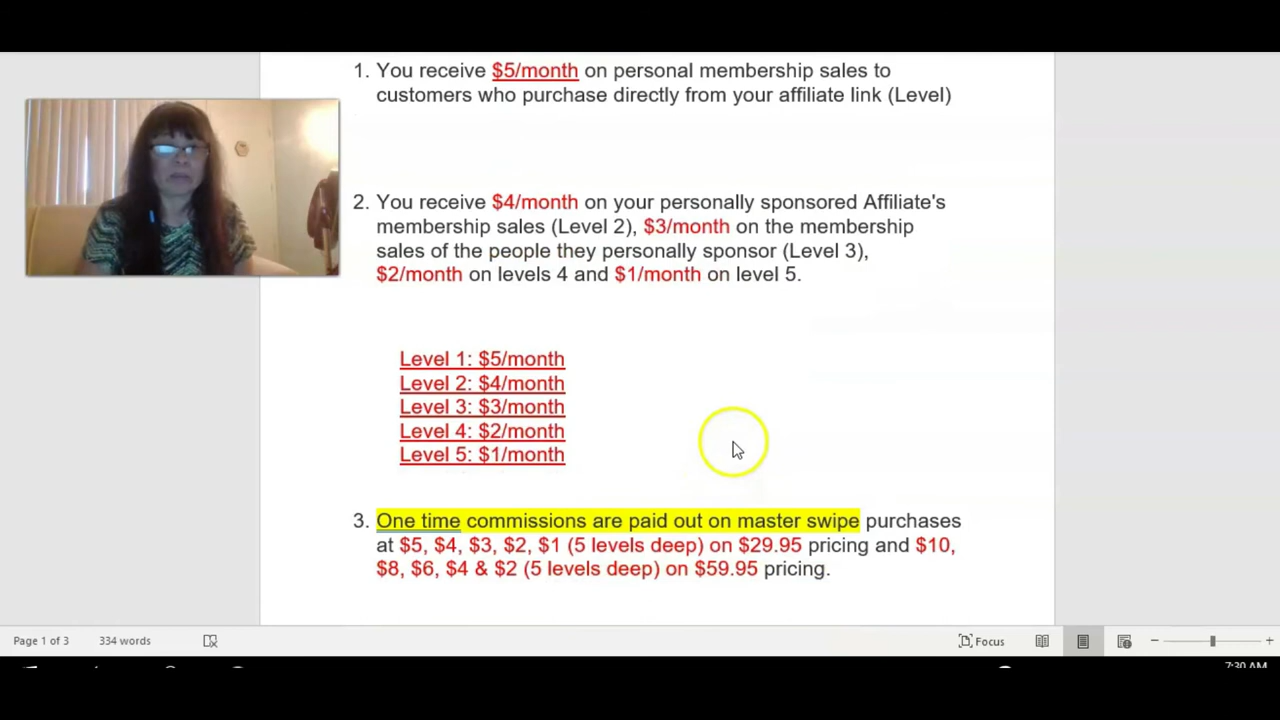 1. You receive $5/month on personal membership sales to
customers who purchase directly from your affiliate link (Level)
2. You receive $4/month on your personally sponsored Affiliate's
membership sales (Level 2), $3/month on the membership
sales of the people they personally sponsor (Level 3),
$2/month on levels 4 and $1/month on level 5.
Level 1: $5/month
Level 2: $4/month
Level 3: $3/month
Level 4: $2/month
Level 5: $1/month
3. One time commissions are paid out on master swipe purchases
at $5, $4, $3, $2, $1 (5 levels deep) on $29.95 pricing and $10,
$8, $6, $4 & $2 (5 levels deep) on $59.95 pricing.
Page 1 of 3 334 words Focus
7:30 AM